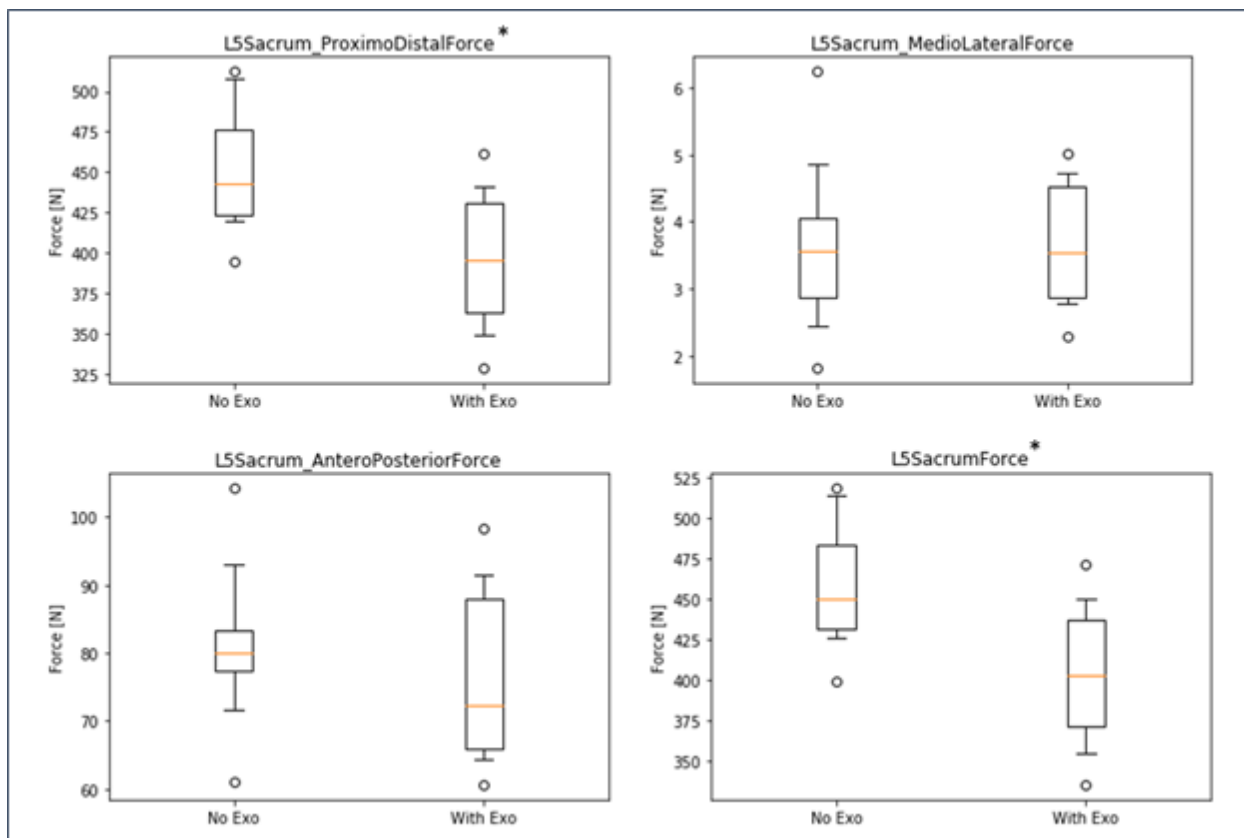 L5Sacrum_ProximoDistalForce *
Force [N]
500
475
450
425
400
375
350
325
No Exo
With Exo
L5Sacrum_MedioLateralForce
Force [N]
6
5
4
3
2
No Exo
With Exo
L5Sacrum_AnteroPosteriorForce
Force [N]
100
90
80
70
60
No Exo
With Exo
L5SacrumForce *
Force [N]
525
500
475
450
425
400
375
350
No Exo
With Exo